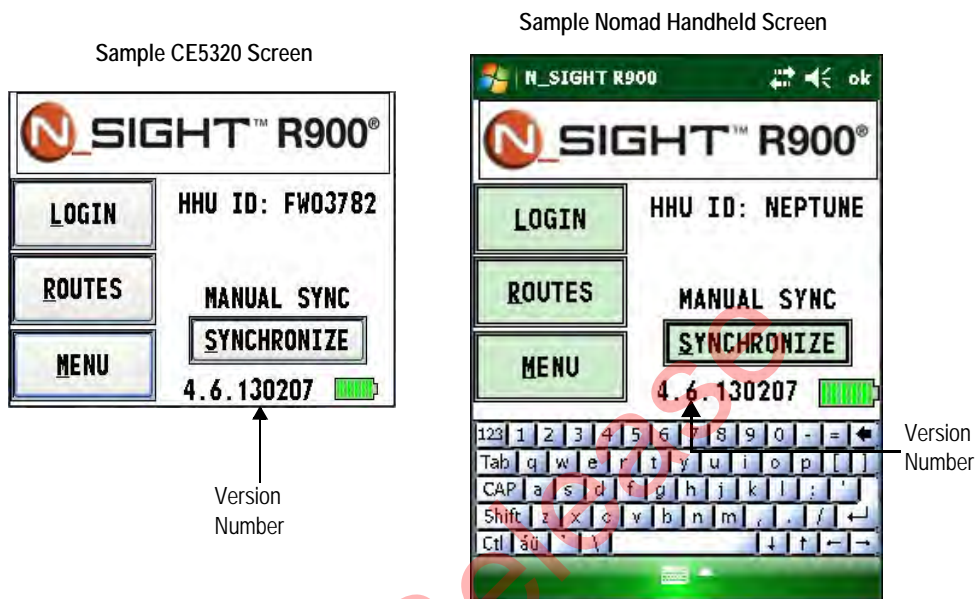 Sample CE5320 Screen
N_SIGHT™ R900®
LOGIN
HHU ID: FW03782
ROUTES
MANUAL SYNC
SYNCHRONIZE
MENU
4.6.130207
Version
Number
Sample Nomad Handheld Screen
N_SIGHT R900
ok
N_SIGHT™ R900®
LOGIN
HHU ID: NEPTUNE
ROUTES
MANUAL SYNC
SYNCHRONIZE
MENU
4.6.130207
123 1 2 3 4 5 6 7 8 9 0 - =
Tab q w e r t y u i o p [ ]
CAP a s d f g h j k l ; '
Shift z x c v b n m , . /
Ctl áü ` \
Version
Number
elease